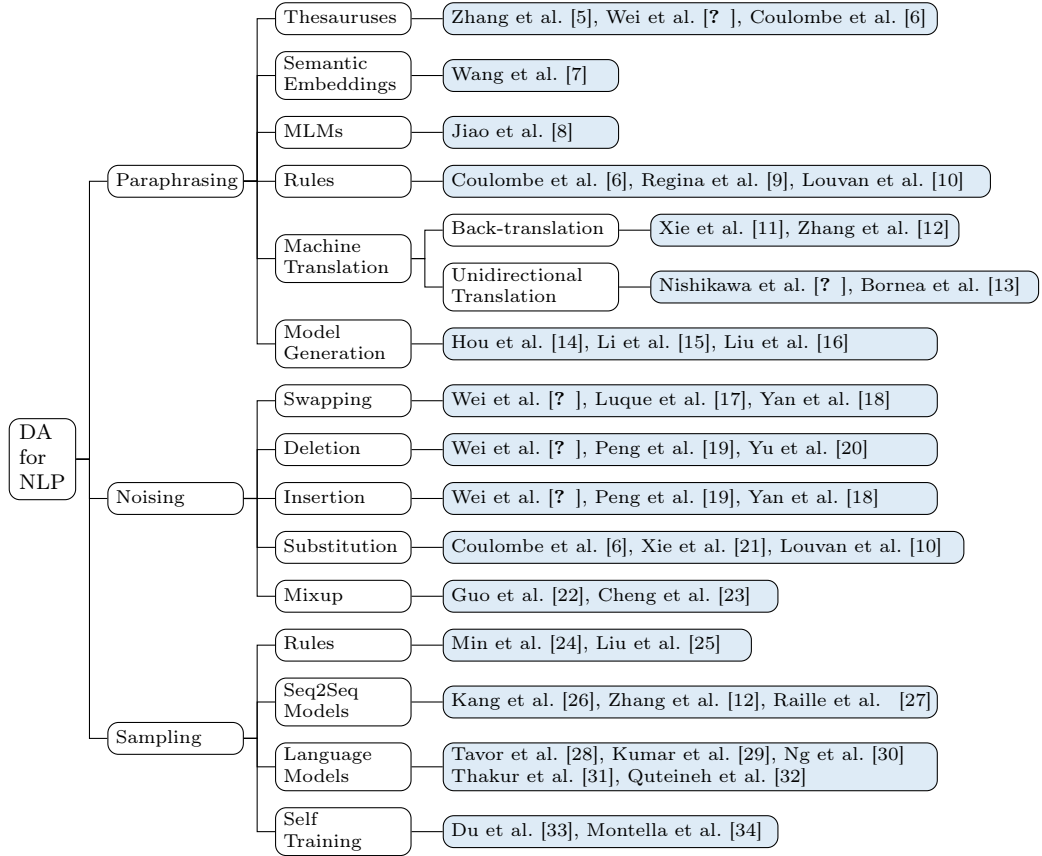 Thesauruses
Zhang et al. [5], Wei et al. [? ], Coulombe et al. [6]
Semantic
Embeddings
Wang et al. [7]
MLMs
Jiao et al. [8]
Paraphrasing
Rules
Coulombe et al. [6], Regina et al. [9], Louvan et al. [10]
Machine
Translation
Back-translation
Xie et al. [11], Zhang et al. [12]
Unidirectional
Translation
Nishikawa et al. [? ], Bornea et al. [13]
Model
Generation
Hou et al. [14], Li et al. [15], Liu et al. [16]
DA
for
NLP
Noising
Swapping
Wei et al. [? ], Luque et al. [17], Yan et al. [18]
Deletion
Wei et al. [? ], Peng et al. [19], Yu et al. [20]
Insertion
Wei et al. [? ], Peng et al. [19], Yan et al. [18]
Substitution
Coulombe et al. [6], Xie et al. [21], Louvan et al. [10]
Mixup
Guo et al. [22], Cheng et al. [23]
Sampling
Rules
Min et al. [24], Liu et al. [25]
Seq2Seq
Models
Kang et al. [26], Zhang et al. [12], Raille et al. [27]
Language
Models
Tavor et al. [28], Kumar et al. [29], Ng et al. [30]
Thakur et al. [31], Quteineh et al. [32]
Self
Training
Du et al. [33], Montella et al. [34]